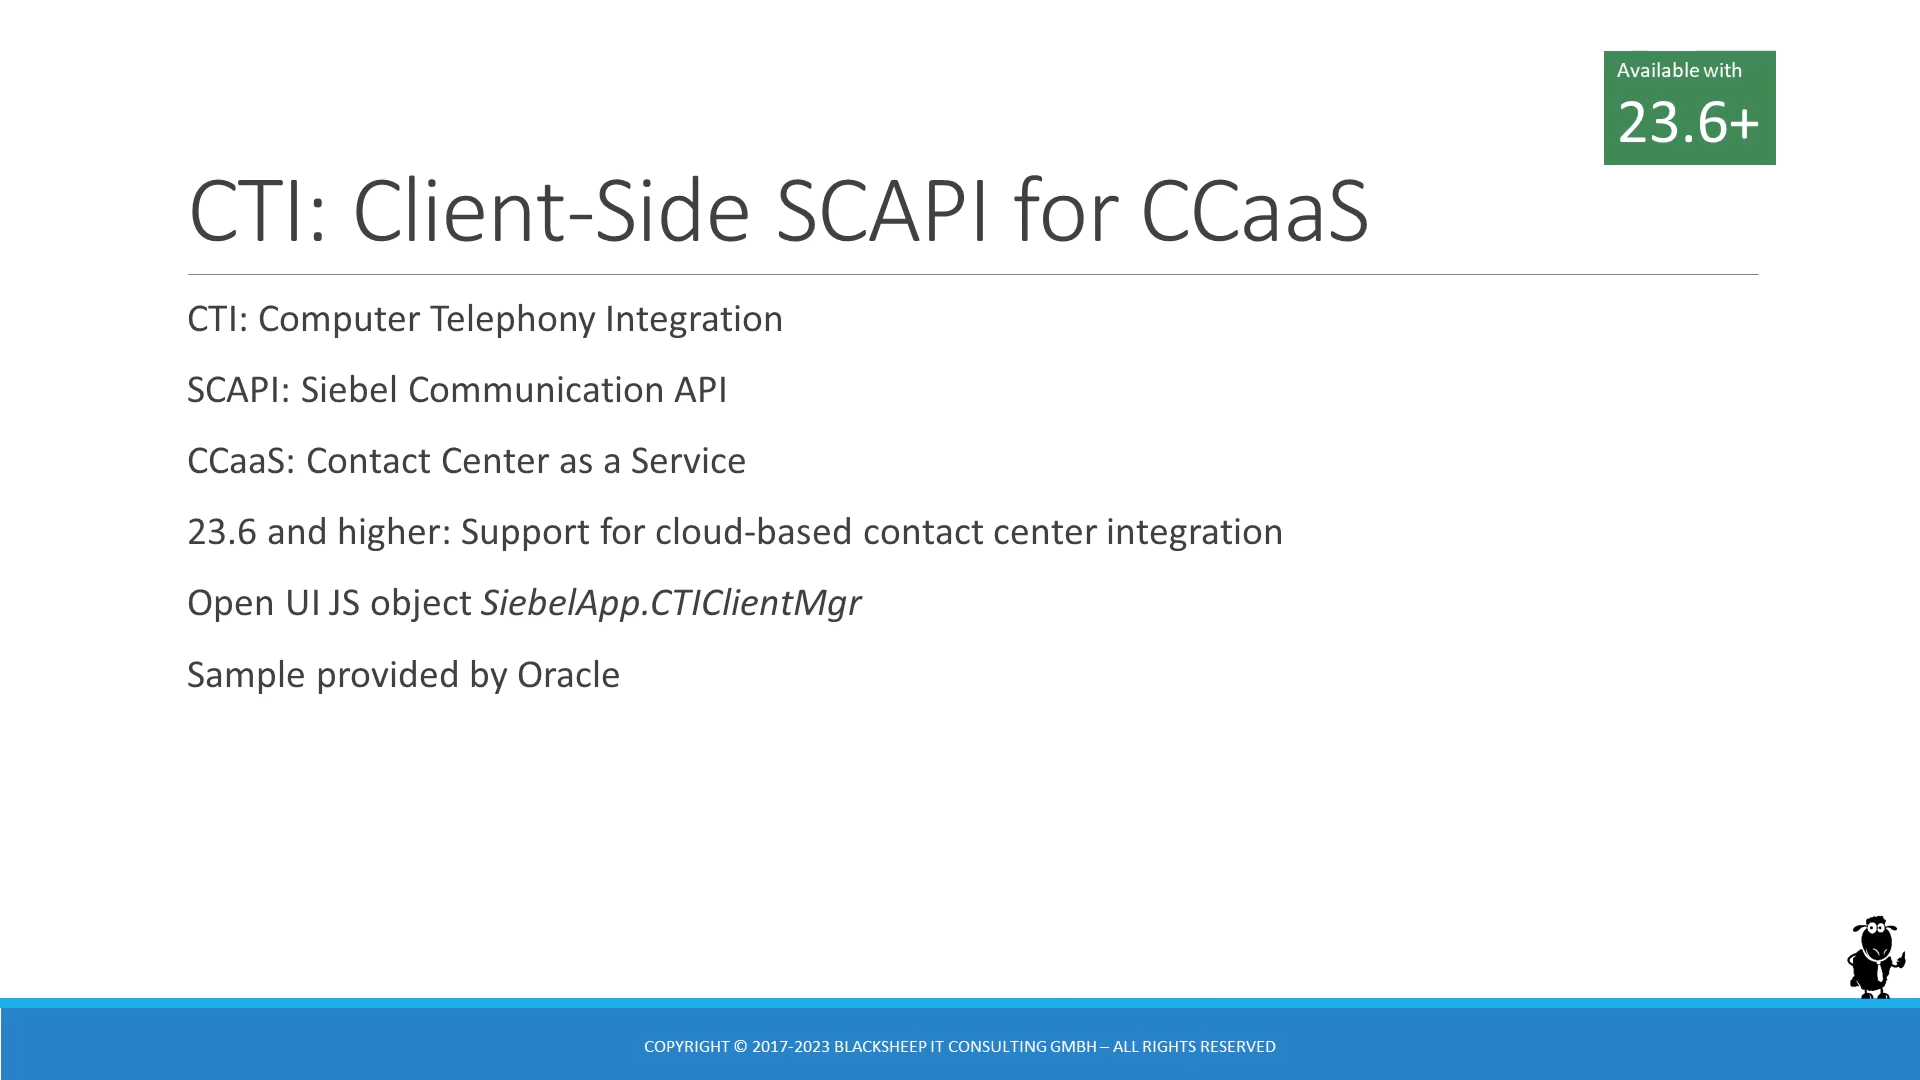 Available with
23.6+
CTI: Client-Side SCAPI for CCaaS
CTI: Computer Telephony Integration
SCAPI: Siebel Communication API
CCaaS: Contact Center as a Service
23.6 and higher: Support for cloud-based contact center integration
Open UI JS object SiebelApp.CTIClientMgr
Sample provided by Oracle
COPYRIGHT © 2017-2023 BLACKSHEEP IT CONSULTING GMBH – ALL RIGHTS RESERVED